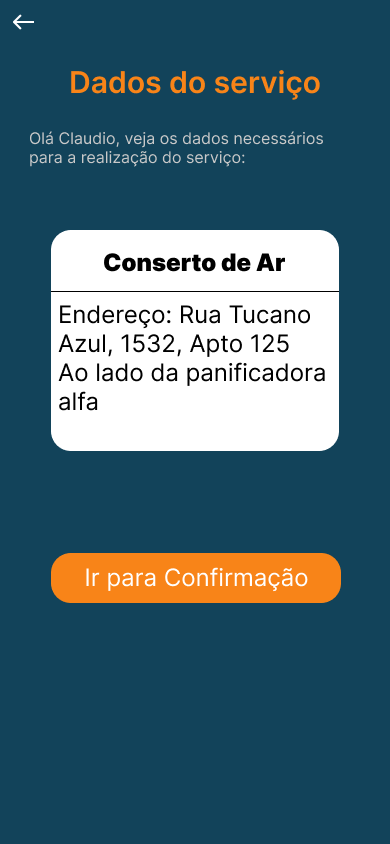 Dados do serviço
Olá Claudio, veja os dados necessários
para a realização do serviço:
Conserto de Ar
Endereço: Rua Tucano
Azul, 1532, Apto 125
Ao lado da panificadora
alfa
Ir para Confirmação